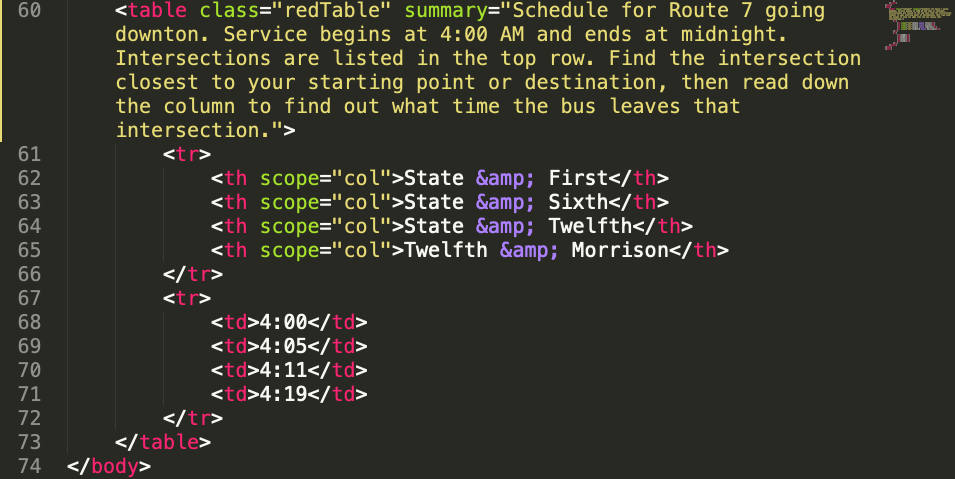 60 <table class="redTable" summary="Schedule for Route 7 going
downton. Service begins at 4:00 AM and ends at midnight.
Intersections are listed in the top row. Find the intersection
closest to your starting point or destination, then read down
the column to find out what time the bus leaves that
intersection.">
61 <tr>
62 <th scope="col">State &amp; First</th>
63 <th scope="col">State &amp; Sixth</th>
64 <th scope="col">State &amp; Twelfth</th>
65 <th scope="col">Twelfth &amp; Morrison</th>
66 </tr>
67 <tr>
68 <td>4:00</td>
69 <td>4:05</td>
70 <td>4:11</td>
71 <td>4:19</td>
72 </tr>
73 </table>
74 </body>